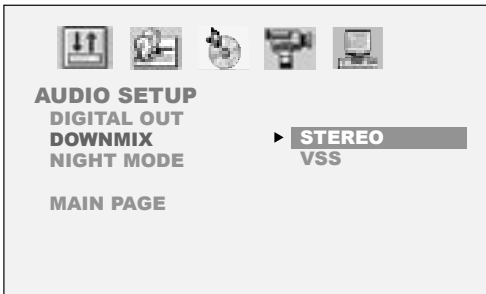 AUDIO SETUP
DIGITAL OUT
DOWNMIX STEREO
NIGHT MODE VSS
MAIN PAGE